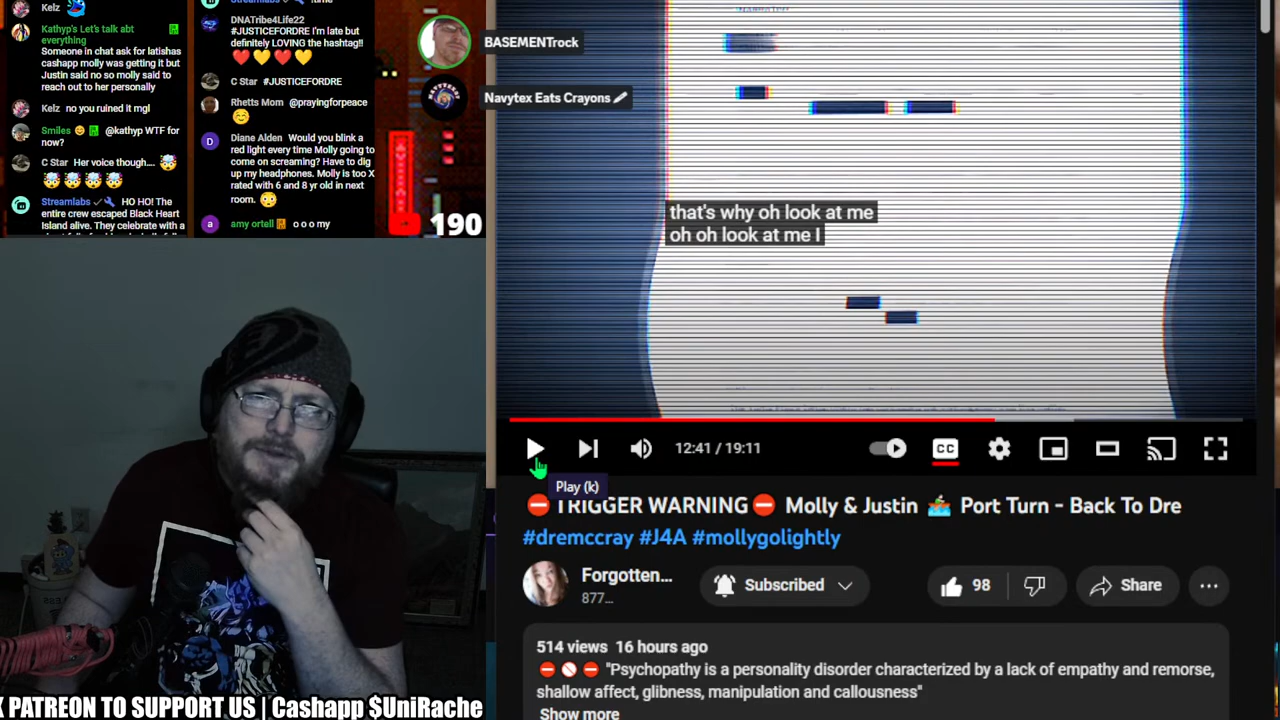 Kelz
Kathyp's Let's talk abt
everything
Someone in chat ask for latishas
cashapp molly was getting it but
Justin said no so molly said to
reach out to her personally
Kelz no you ruined it mgl
Smiles 😊 @kathyp WTF for
now?
C Star Her voice though.... 🤯
🤯🤯🤯🤯
Streamlabs HO HO! The
entire crew escaped Black Heart
Island alive. They celebrate with a
DNATribe4Life22
#JUSTICEFORDRE I'm late but
definitely LOVING the hashtag!!
❤️💛❤️💛
C Star #JUSTICEFORDRE
Rhetts Mom @prayingforpeace
☺️
Diane Alden Would you blink a
red light every time Molly going to
come on screaming? Have to dig
up my headphones. Molly is too X
rated with 6 and 8 yr old in next
room. 😳
amy ortell o o o my
190
BASEMENTrock
Navytex Eats Crayons
that's why oh look at me
oh oh look at me I
12:41 / 19:11
CC
Play (k)
⛔ TRIGGER WARNING ⛔ Molly & Justin 🚣 Port Turn - Back To Dre
#dremccray #J4A #mollygolightly
Forgotten...
877...
Subscribed
98
Share
514 views 16 hours ago
⛔ 🚫 ⛔ "Psychopathy is a personality disorder characterized by a lack of empathy and remorse,
shallow affect, glibness, manipulation and callousness"
Show more
PATREON TO SUPPORT US | Cashapp $UniRache